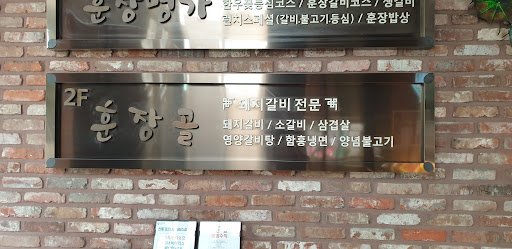 훈장명가
한우꽃등심코스 / 훈장갈비코스 / 생갈비
런치스페셜 (갈비.불고기.등심) / 훈장밥상
2F
훈장골
돼지갈비 전문
돼지갈비 / 소갈비 / 삼겹살
영양갈비탕 / 함흥냉면 / 양념불고기